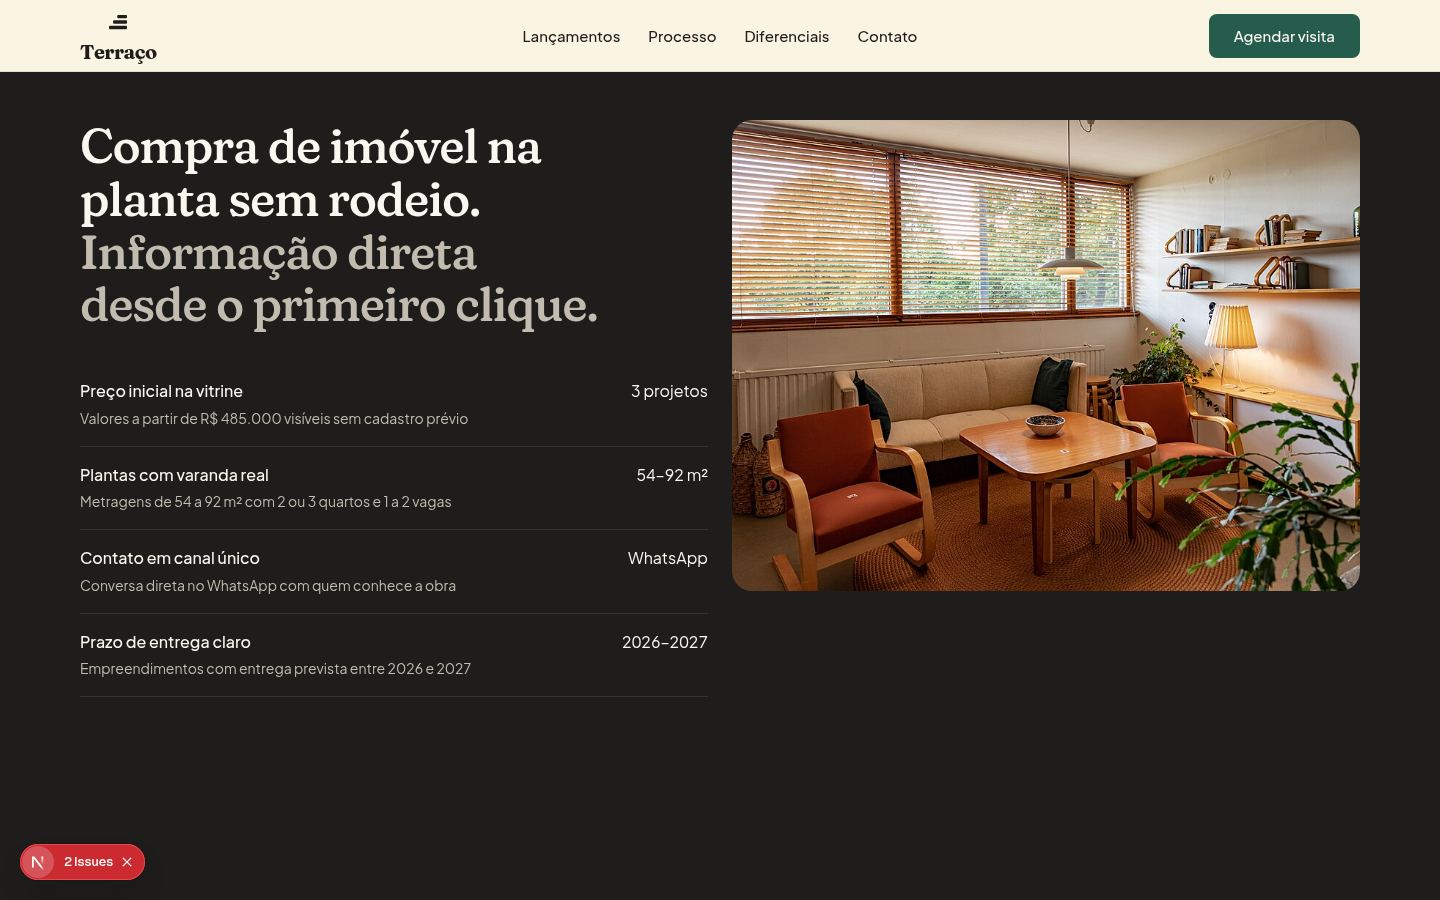 Terraço
Lançamentos
Processo
Diferenciais
Contato
Agendar visita
Compra de imóvel na
planta sem rodeio.
Informação direta
desde o primeiro clique.
Preço inicial na vitrine
3 projetos
Valores a partir de R$ 485.000 visíveis sem cadastro prévio
Plantas com varanda real
54–92 m²
Metragens de 54 a 92 m² com 2 ou 3 quartos e 1 a 2 vagas
Contato em canal único
WhatsApp
Conversa direta no WhatsApp com quem conhece a obra
Prazo de entrega claro
2026–2027
Empreendimentos com entrega prevista entre 2026 e 2027
N
2 Issues